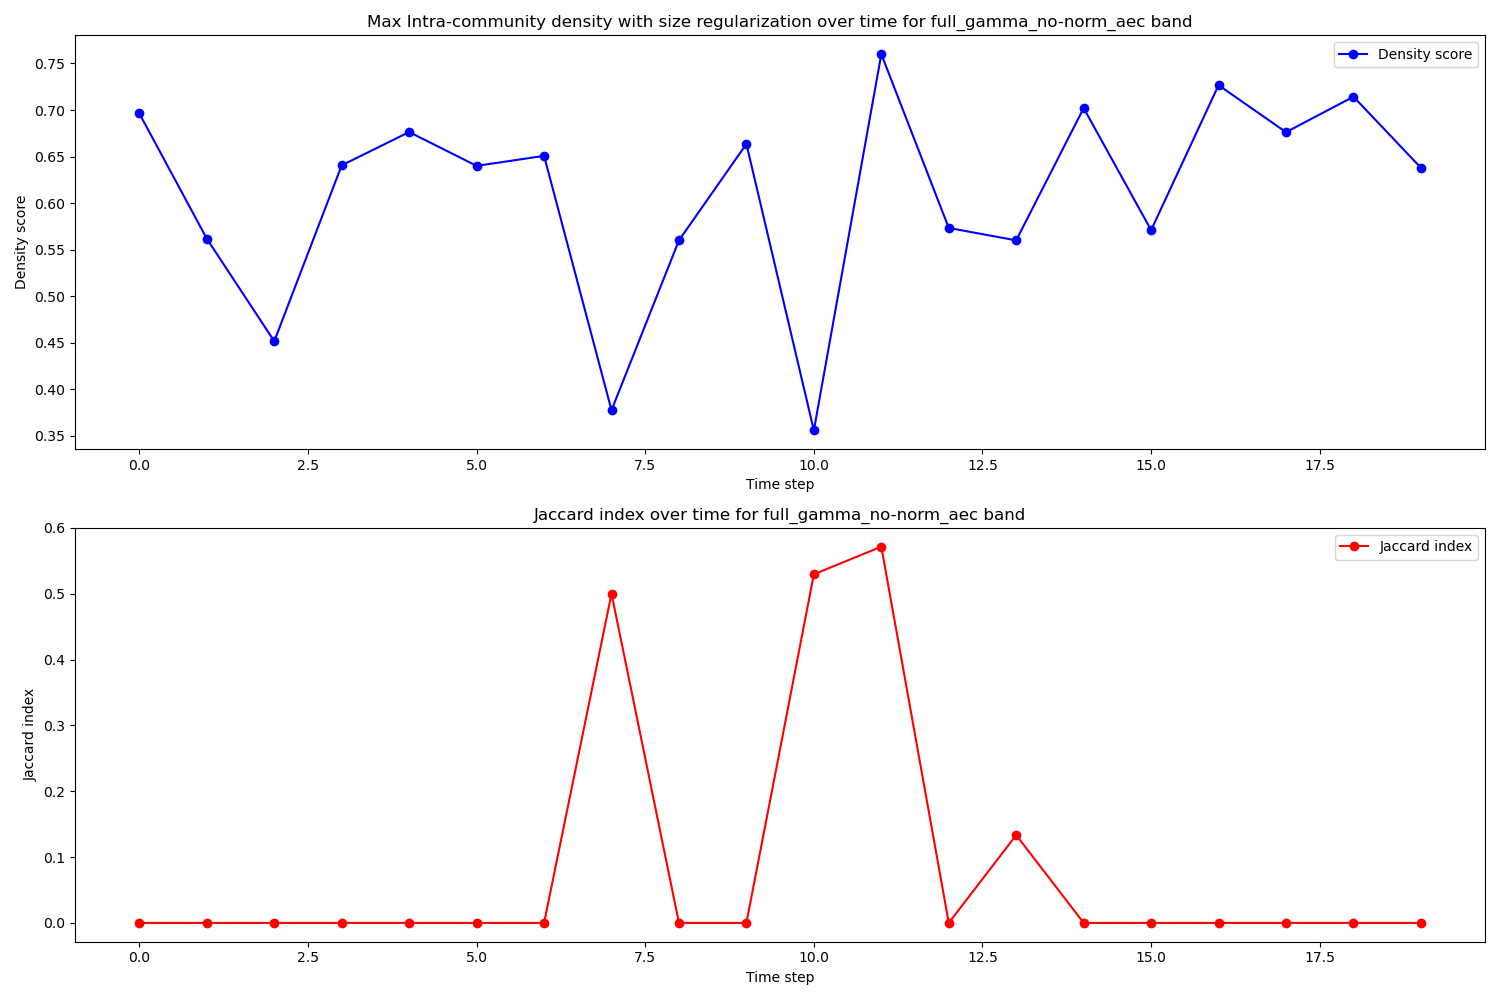 Max Intra-community density with size regularization over time for full_gamma_no-norm_aec band
Density score
0.75
0.70
0.65
0.60
0.55
0.50
0.45
0.40
0.35
Density score
0.0 2.5 5.0 7.5 10.0 12.5 15.0 17.5
Time step
Jaccard index over time for full_gamma_no-norm_aec band
Jaccard index
0.6
0.5
0.4
0.3
0.2
0.1
0.0
Jaccard index
0.0 2.5 5.0 7.5 10.0 12.5 15.0 17.5
Time step